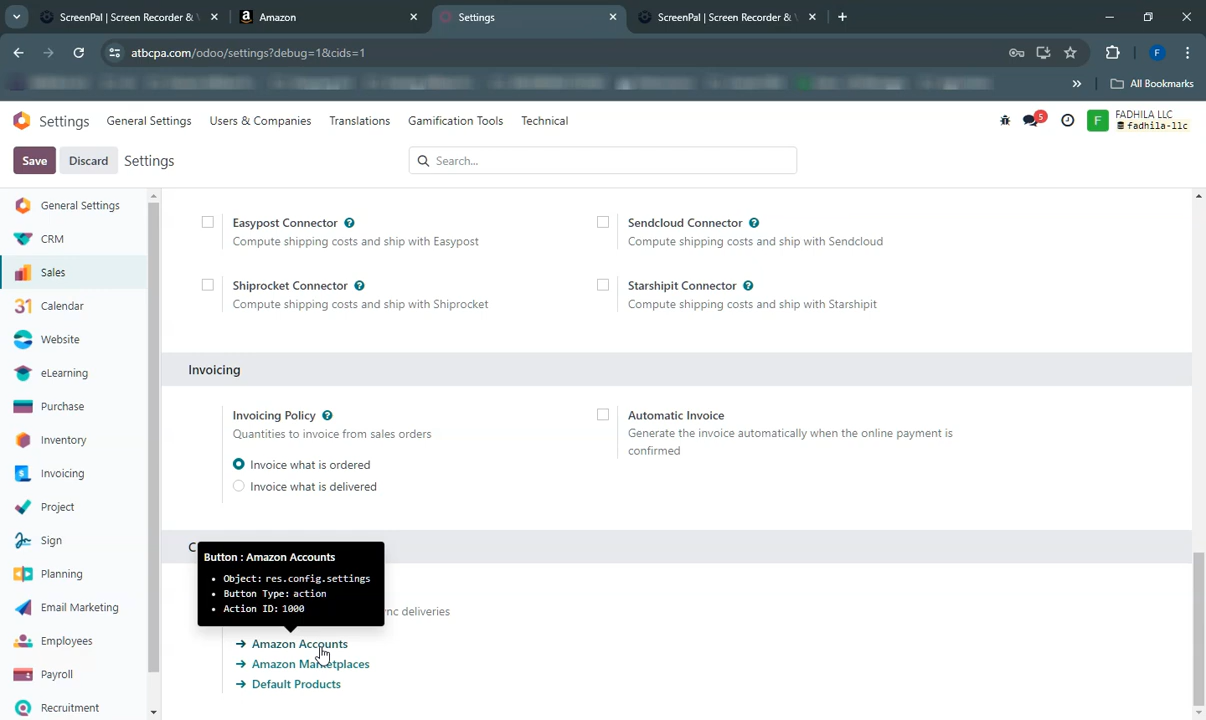 ScreenPal | Screen Recorder &
Amazon
Settings
ScreenPal | Screen Recorder &
atbcpa.com/odoo/settings?debug=1&cids=1
F
All Bookmarks
Settings
General Settings
Users & Companies
Translations
Gamification Tools
Technical
5
F
FADHILA LLC
fadhila-llc
Save
Discard
Settings
Search...
General Settings
CRM
Sales
31 Calendar
Website
eLearning
Purchase
Inventory
Invoicing
Project
Sign
Planning
Email Marketing
Employees
Payroll
Recruitment
Easypost Connector ?
Compute shipping costs and ship with Easypost
Sendcloud Connector ?
Compute shipping costs and ship with Sendcloud
Shiprocket Connector ?
Compute shipping costs and ship with Shiprocket
Starshipit Connector ?
Compute shipping costs and ship with Starshipit
Invoicing
Invoicing Policy ?
Quantities to invoice from sales orders
Invoice what is ordered
Invoice what is delivered
Automatic Invoice
Generate the invoice automatically when the online payment is
confirmed
C
Button : Amazon Accounts
• Object: res.config.settings
• Button Type: action
• Action ID: 1000
nc deliveries
→ Amazon Accounts
→ Amazon Marketplaces
→ Default Products